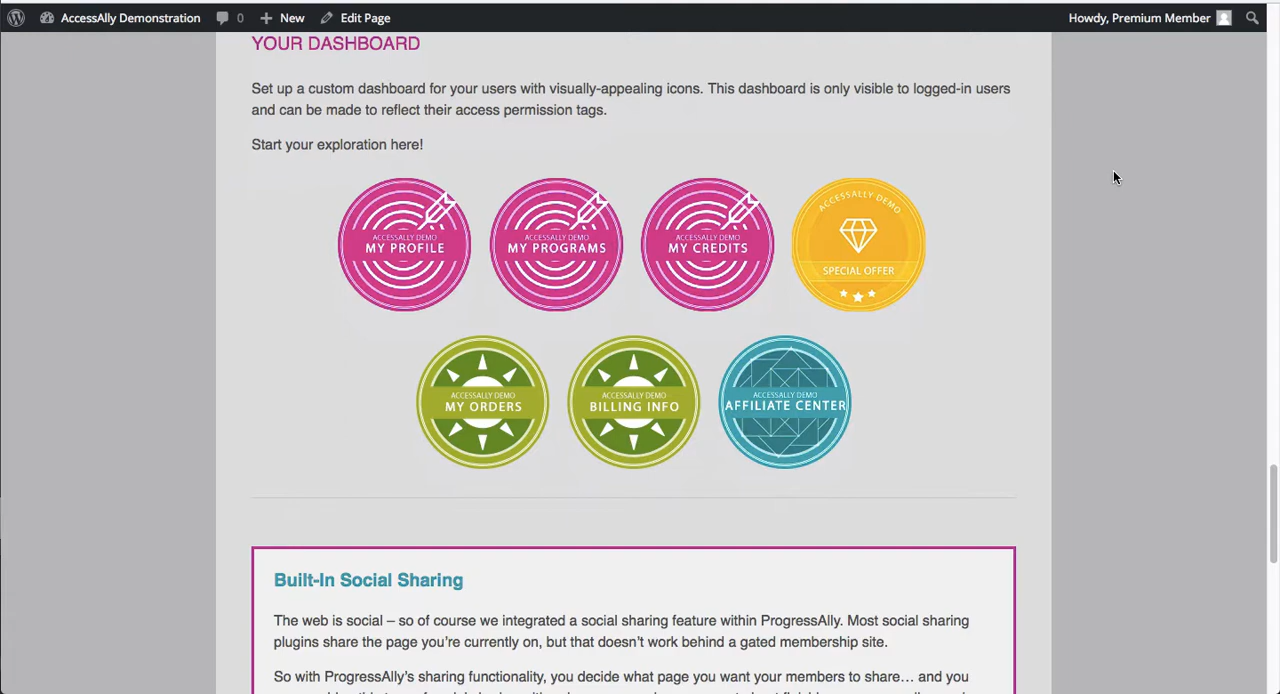 AccessAlly Demonstration 0 New Edit Page Howdy, Premium Member
YOUR DASHBOARD
Set up a custom dashboard for your users with visually-appealing icons. This dashboard is only visible to logged-in users
and can be made to reflect their access permission tags.
Start your exploration here!
ACCESSALLY DEMO
MY PROFILE
ACCESSALLY DEMO
MY PROGRAMS
ACCESSALLY DEMO
MY CREDITS
ACCESSALLY DEMO
SPECIAL OFFER
ACCESSALLY DEMO
MY ORDERS
ACCESSALLY DEMO
BILLING INFO
ACCESSALLY DEMO
AFFILIATE CENTER
Built-In Social Sharing
The web is social – so of course we integrated a social sharing feature within ProgressAlly. Most social sharing
plugins share the page you're currently on, but that doesn't work behind a gated membership site.
So with ProgressAlly's sharing functionality, you decide what page you want your members to share… and you